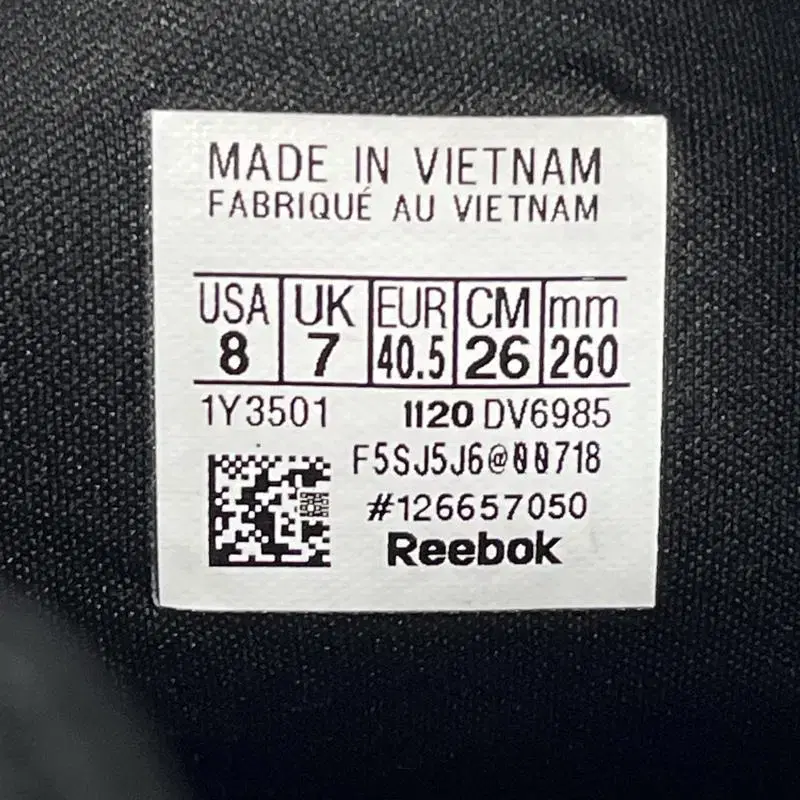 MADE IN VIETNAM
FABRIQUÉ AU VIETNAM
USA UK EUR CM mm
8 7 40.5 26 260
1Y3501 1120 DV6985
F5SJ5J6@00718
#126657050
Reebok